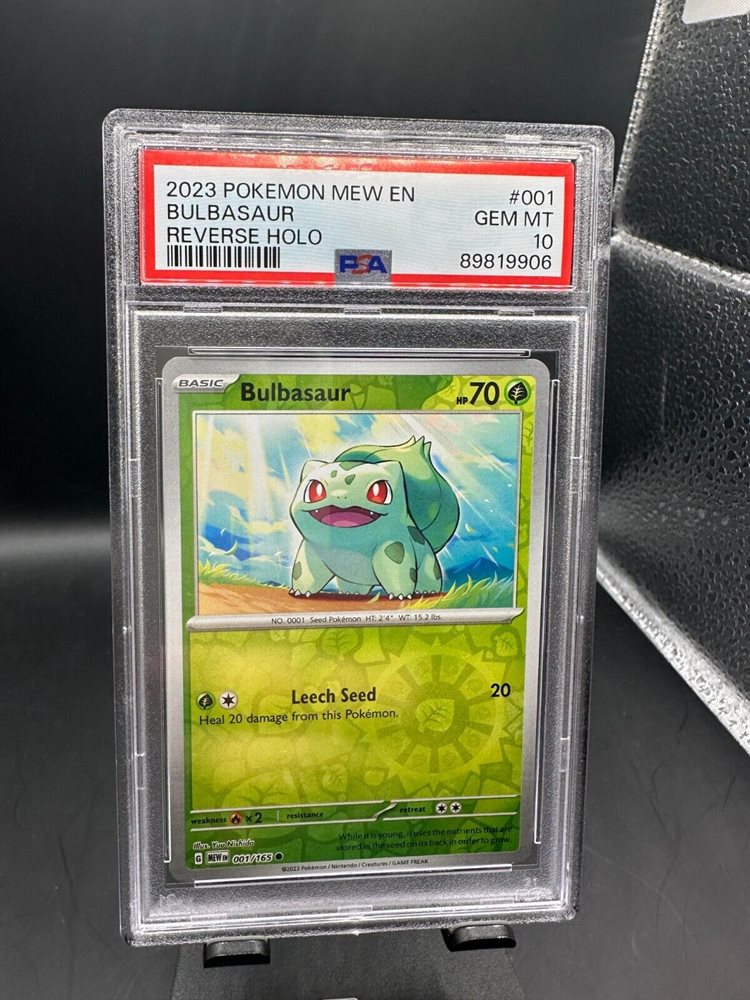 2023 POKEMON MEW EN #001
BULBASAUR GEM MT
REVERSE HOLO 10
PSA 89819906
BASIC Bulbasaur HP 70
NO. 0001 Seed Pokémon HT: 2'4" WT: 15.2 lbs.
Leech Seed 20
Heal 20 damage from this Pokémon.
weakness ×2 resistance retreat
While it is young, it uses the nutrients that are
stored in the seed on its back in order to grow.
Illus. Yuu Nishida
G MEW EN 001/165
©2023 Pokémon / Nintendo / Creatures / GAME FREAK